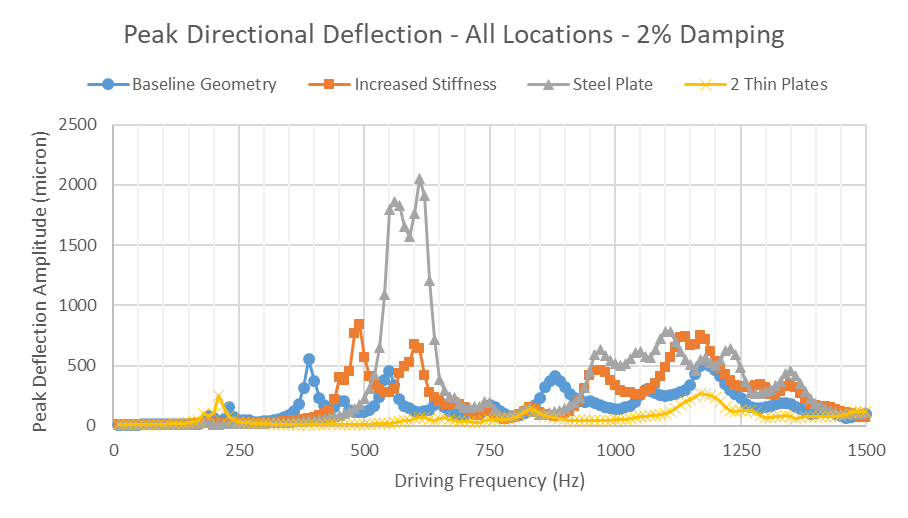 Peak Directional Deflection - All Locations - 2% Damping
Baseline Geometry Increased Stiffness Steel Plate 2 Thin Plates
Peak Deflection Amplitude (micron)
2500
2000
1500
1000
500
0
0 250 500 750 1000 1250 1500
Driving Frequency (Hz)